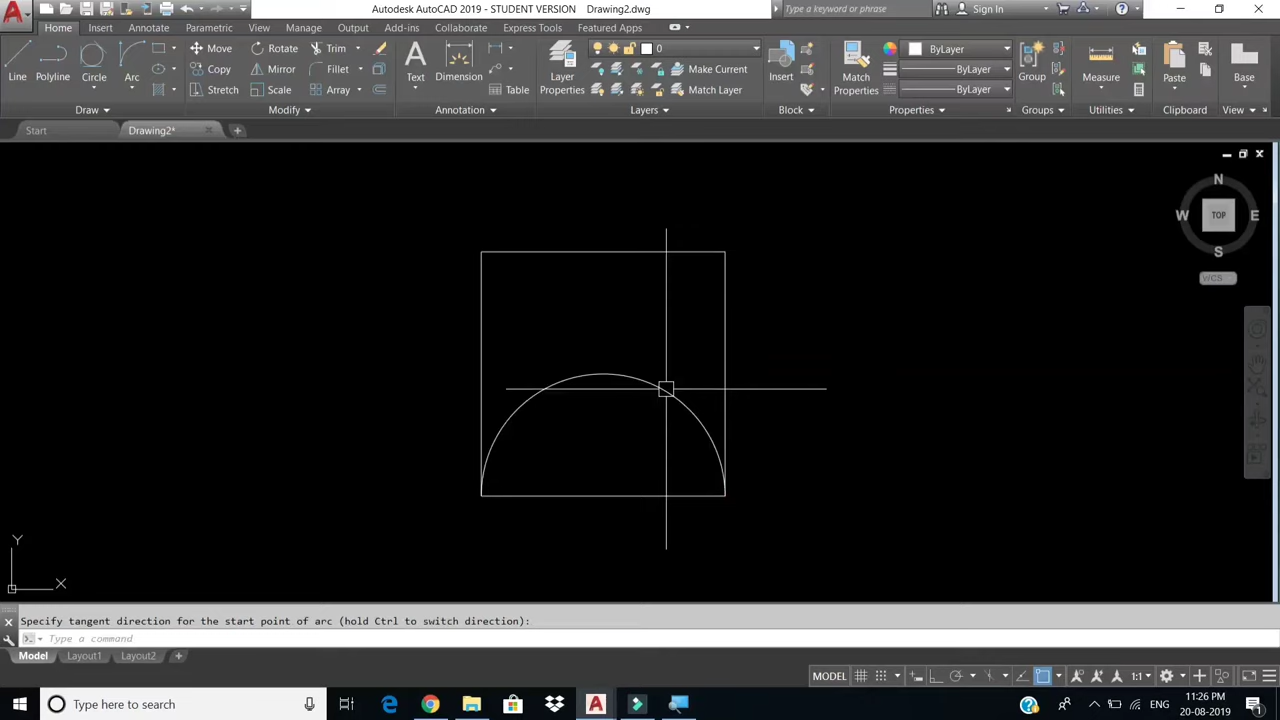 Autodesk AutoCAD 2019 - STUDENT VERSION Drawing2.dwg
Type a keyword or phrase
Sign In
Home Insert Annotate Parametric View Manage Output Add-ins Collaborate Express Tools Featured Apps
Line
Polyline
Circle
Arc
Move
Copy
Stretch
Rotate
Mirror
Scale
Trim
Fillet
Array
Text
Dimension
Table
Layer
Properties
0
Make Current
Match Layer
Insert
Match
Properties
ByLayer
ByLayer
ByLayer
Group
Measure
Paste
Base
Draw Modify Annotation Layers Block Properties Groups Utilities Clipboard View
Start Drawing2*
N
W TOP E
S
WCS
Y
X
Specify tangent direction for the start point of arc (hold Ctrl to switch direction):
Type a command
Model Layout1 Layout2
MODEL 1:1
Type here to search
ENG
11:26 PM
20-08-2019
1